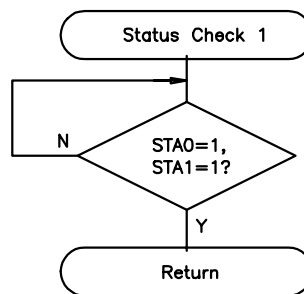 Status Check 1
N
STA0=1,
STA1=1?
Y
Return